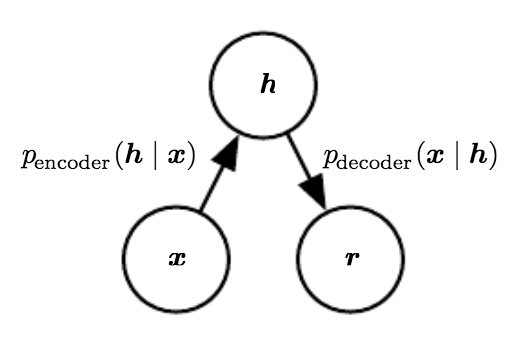 h
p_encoder(h | x)
p_decoder(x | h)
x
r